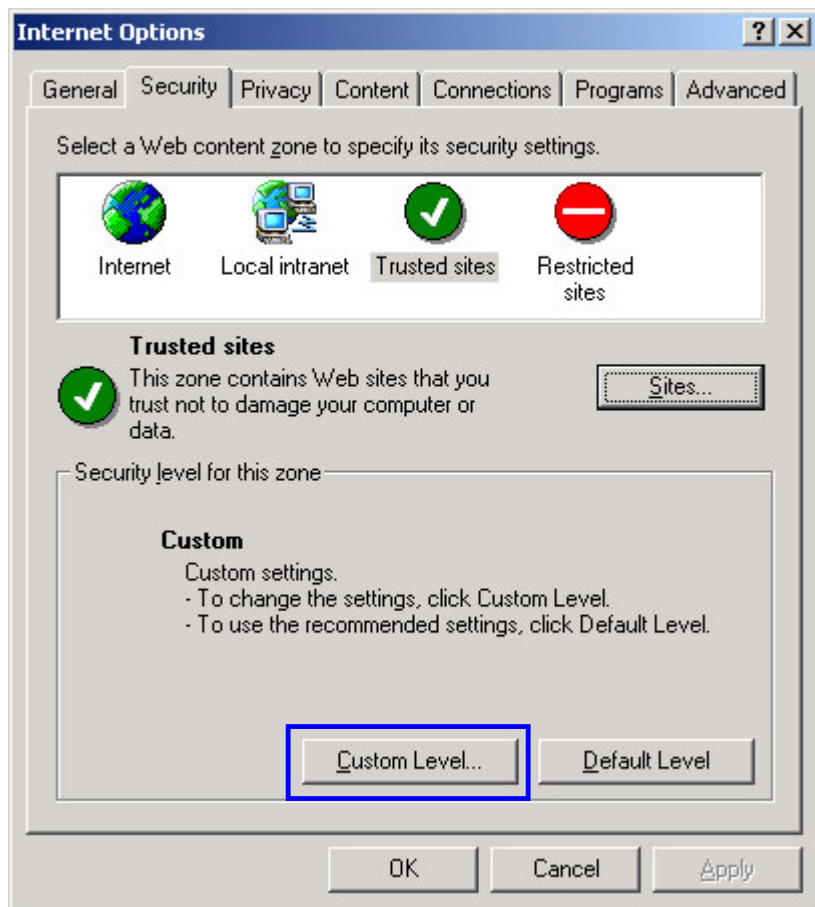 Internet Options
General Security Privacy Content Connections Programs Advanced
Select a Web content zone to specify its security settings.
Internet Local intranet Trusted sites Restricted sites
Trusted sites
This zone contains Web sites that you
trust not to damage your computer or
data.
Sites...
Security level for this zone
Custom
Custom settings.
- To change the settings, click Custom Level.
- To use the recommended settings, click Default Level.
Custom Level... Default Level
OK Cancel Apply